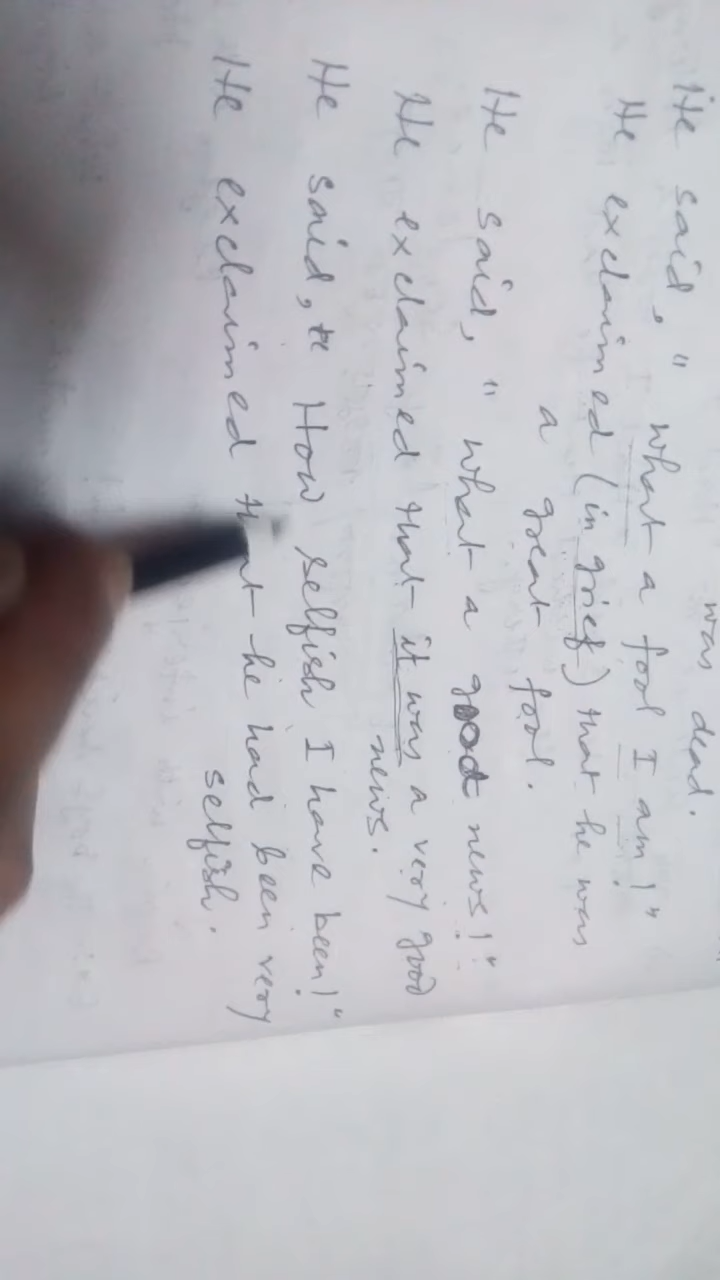 was dead.
He said, " what a fool I am!"
He exclaimed (in grief) that he was
a great fool.
He said, " what a good news!"
He exclaimed that it was a very good
news.
He said, " How selfish I have been!"
He exclaimed that he had been very
selfish.